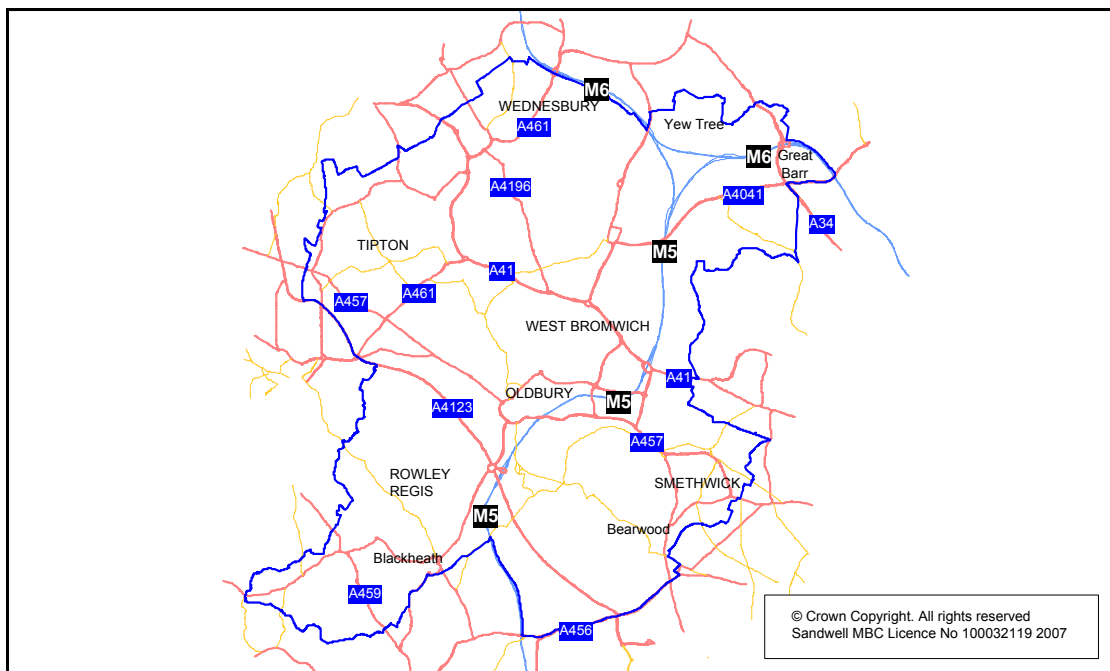 M6
WEDNESBURY
A461
Yew Tree
M6
Great
Barr
A4196
A4041
A34
TIPTON
M5
A41
A461
A457
WEST BROMWICH
A41
OLDBURY
M5
A4123
A457
ROWLEY
REGIS
SMETHWICK
M5
Bearwood
Blackheath
A459
A456
© Crown Copyright. All rights reserved
Sandwell MBC Licence No 100032119 2007